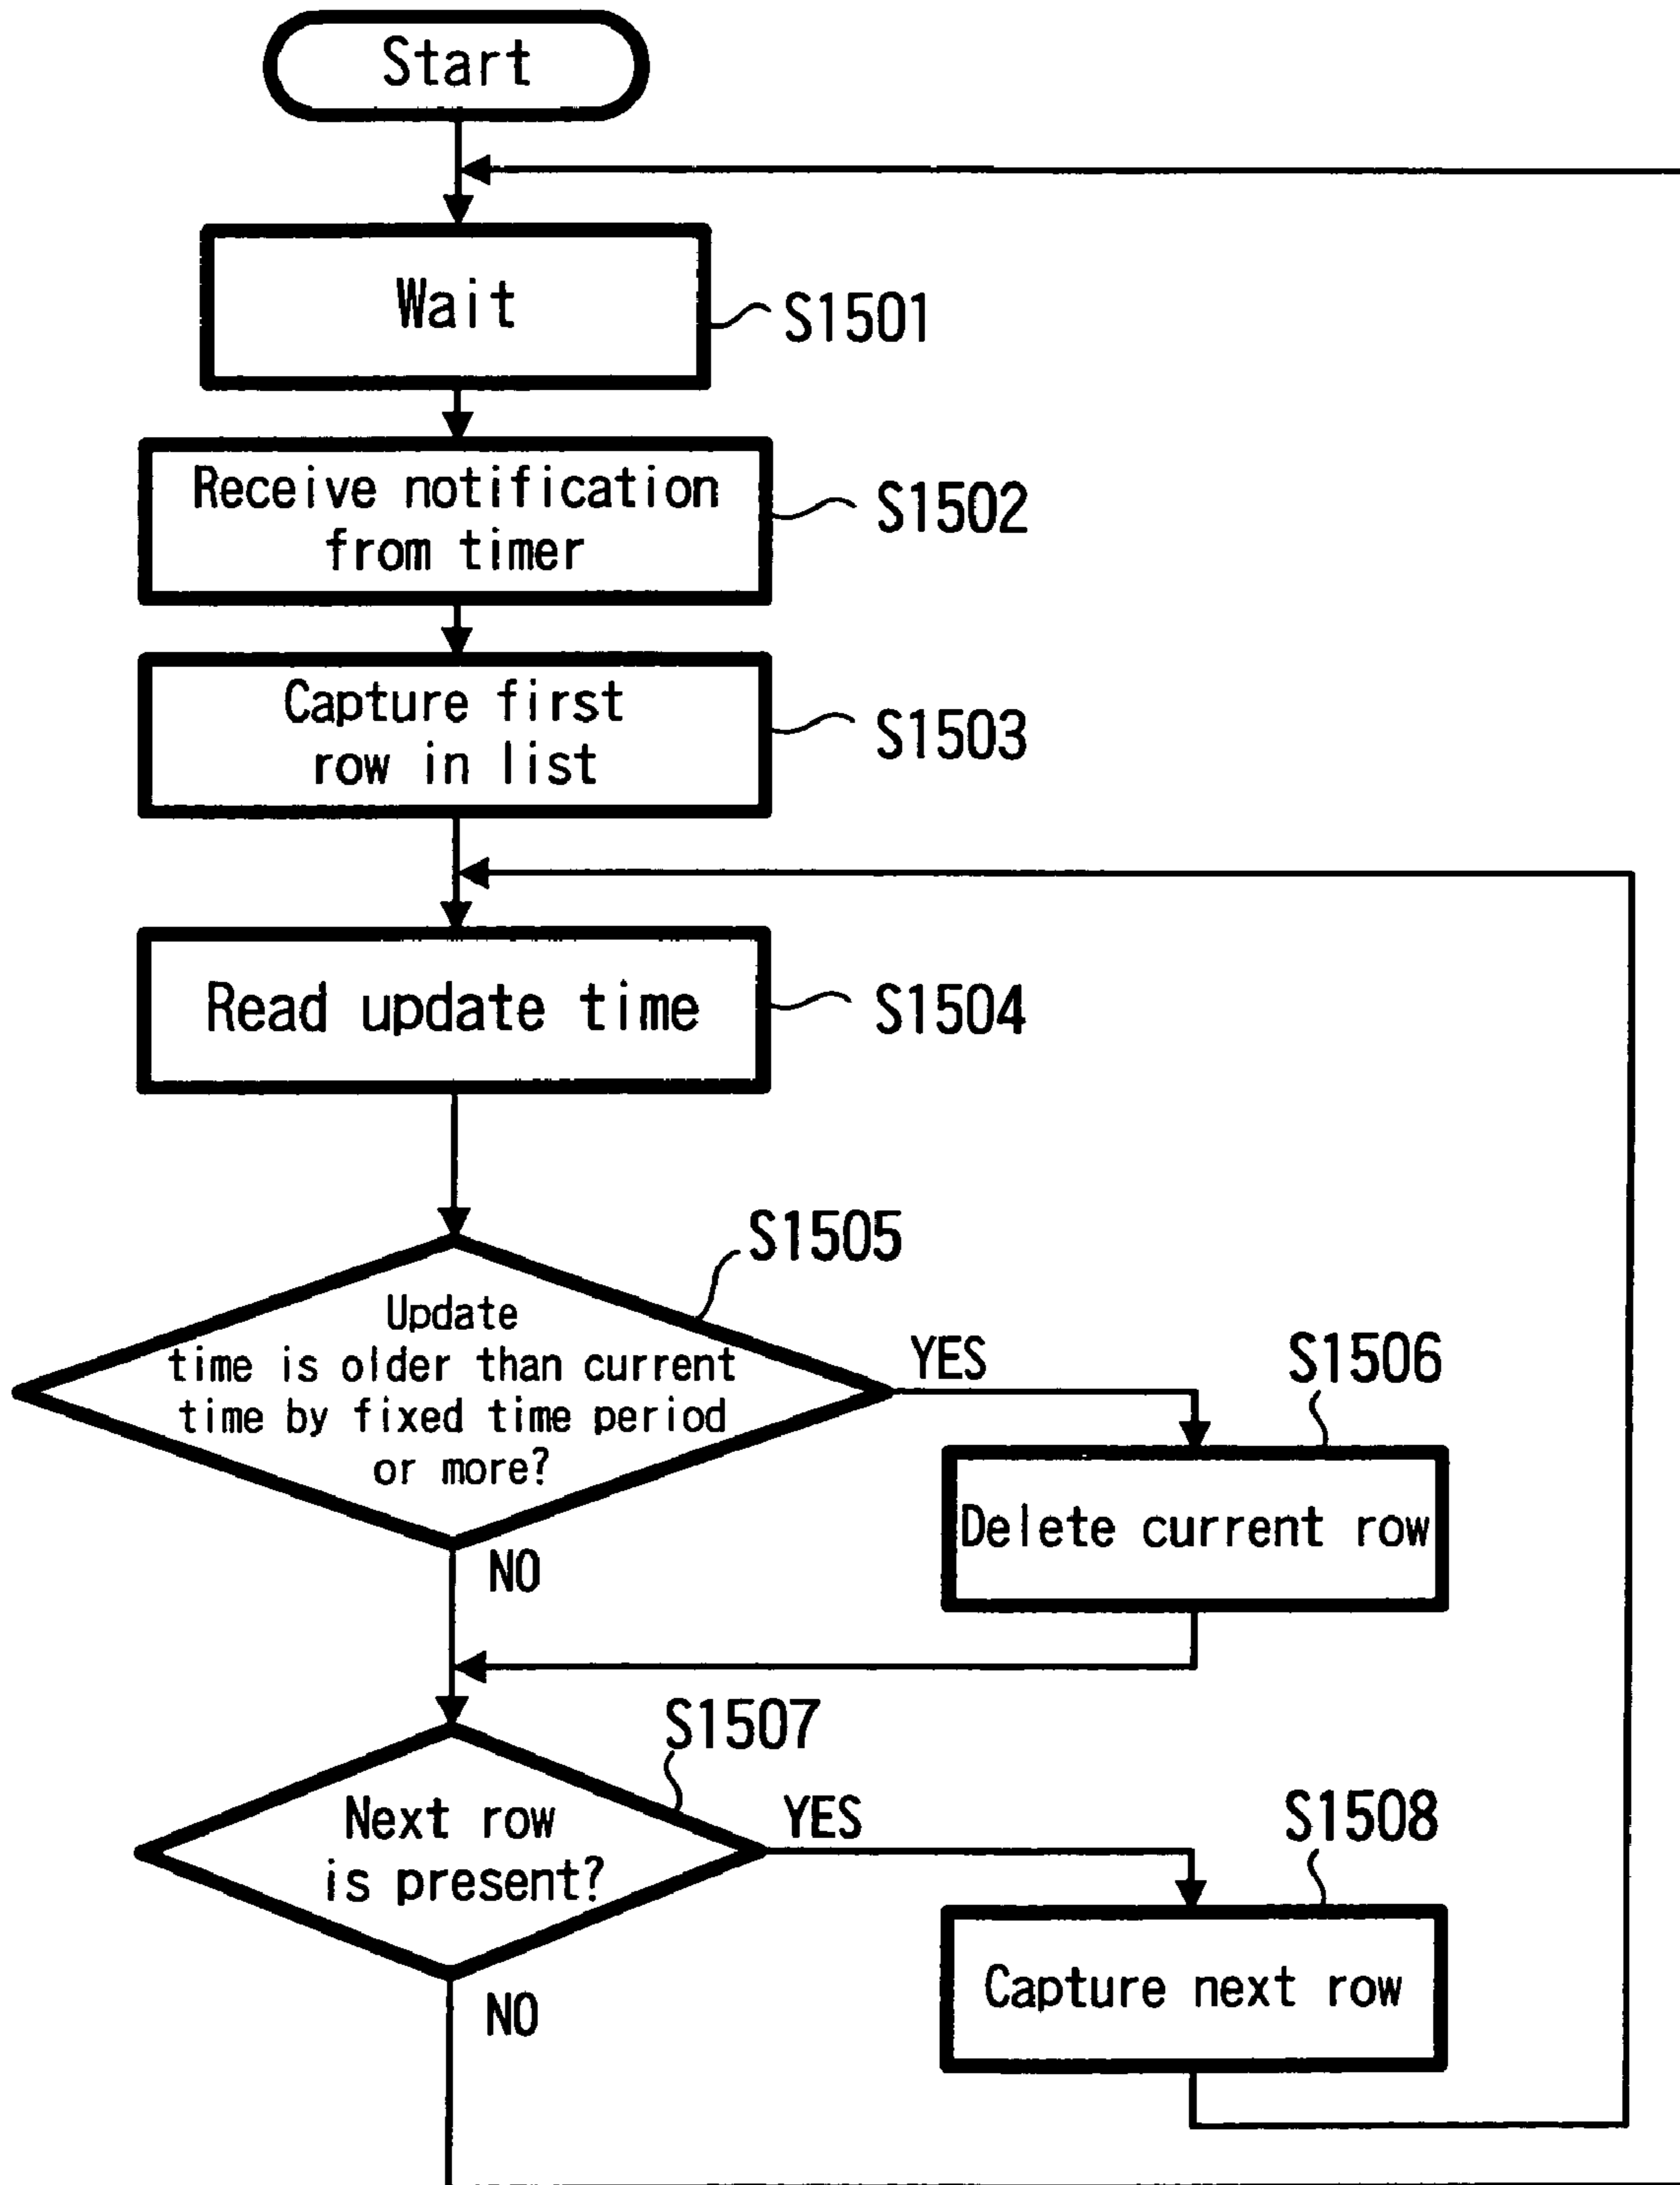 Start
Wait
S1501
Receive notification
from timer
S1502
Capture first
row in list
S1503
Read update time
S1504
S1505
Update
time is older than current
time by fixed time period
or more?
YES
S1506
Delete current row
NO
S1507
Next row
is present?
YES
S1508
Capture next row
NO